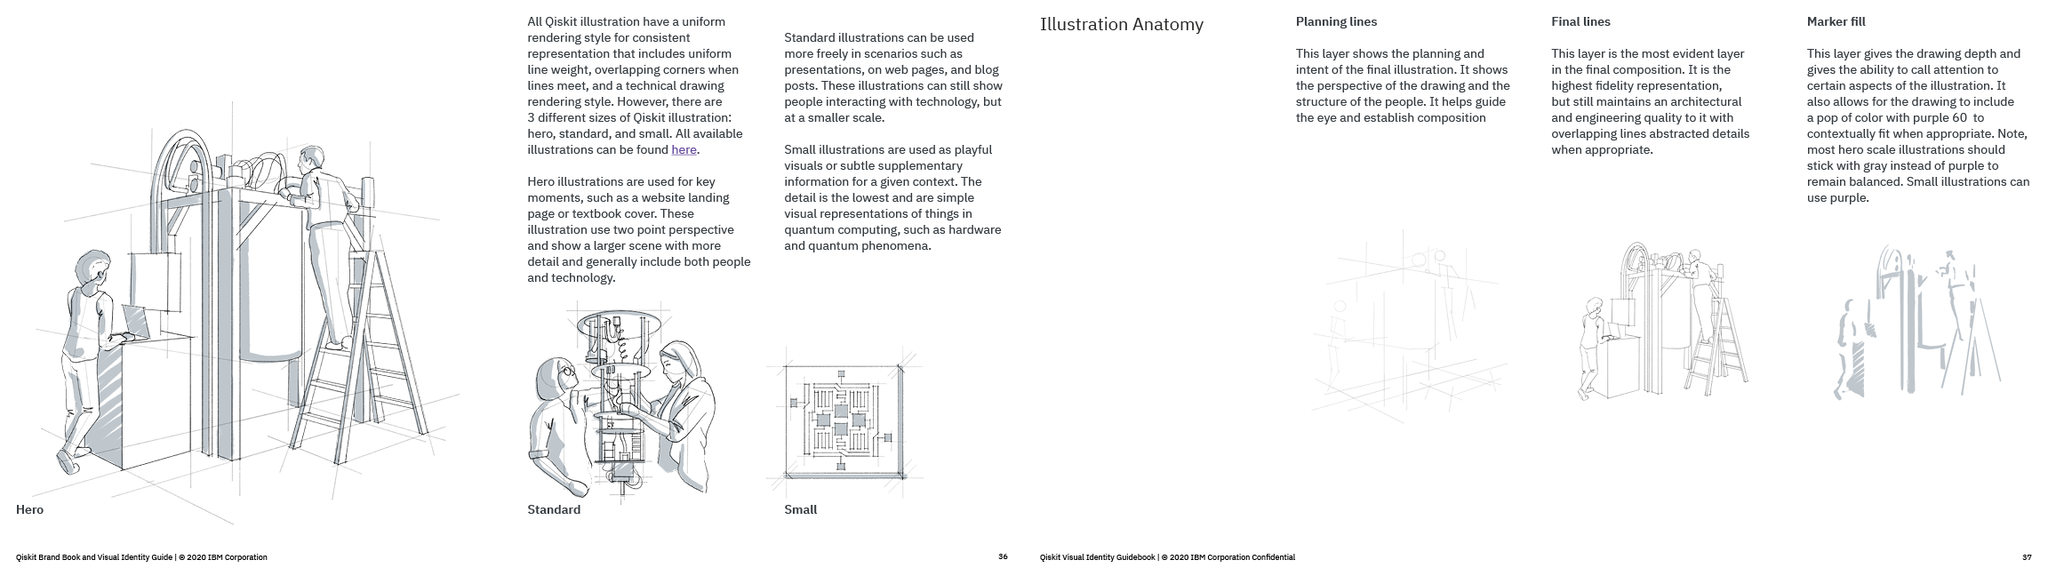 All Qiskit illustration have a uniform
rendering style for consistent
representation that includes uniform
line weight, overlapping corners when
lines meet, and a technical drawing
rendering style. However, there are
3 different sizes of Qiskit illustration:
hero, standard, and small. All available
illustrations can be found here.
Hero illustrations are used for key
moments, such as a website landing
page or textbook cover. These
illustration use two point perspective
and show a larger scene with more
detail and generally include both people
and technology.
Standard illustrations can be used
more freely in scenarios such as
presentations, on web pages, and blog
posts. These illustrations can still show
people interacting with technology, but
at a smaller scale.
Small illustrations are used as playful
visuals or subtle supplementary
information for a given context. The
detail is the lowest and are simple
visual representations of things in
quantum computing, such as hardware
and quantum phenomena.
Hero
Standard
Small
Qiskit Brand Book and Visual Identity Guide | © 2020 IBM Corporation
36
Illustration Anatomy
Planning lines
This layer shows the planning and
intent of the final illustration. It shows
the perspective of the drawing and the
structure of the people. It helps guide
the eye and establish composition
Final lines
This layer is the most evident layer
in the final composition. It is the
highest fidelity representation,
but still maintains an architectural
and engineering quality to it with
overlapping lines abstracted details
when appropriate.
Marker fill
This layer gives the drawing depth and
gives the ability to call attention to
certain aspects of the illustration. It
also allows for the drawing to include
a pop of color with purple 60  to
contextually fit when appropriate. Note,
most hero scale illustrations should
stick with gray instead of purple to
remain balanced. Small illustrations can
use purple.
Qiskit Visual Identity Guidebook | © 2020 IBM Corporation Confidential
37